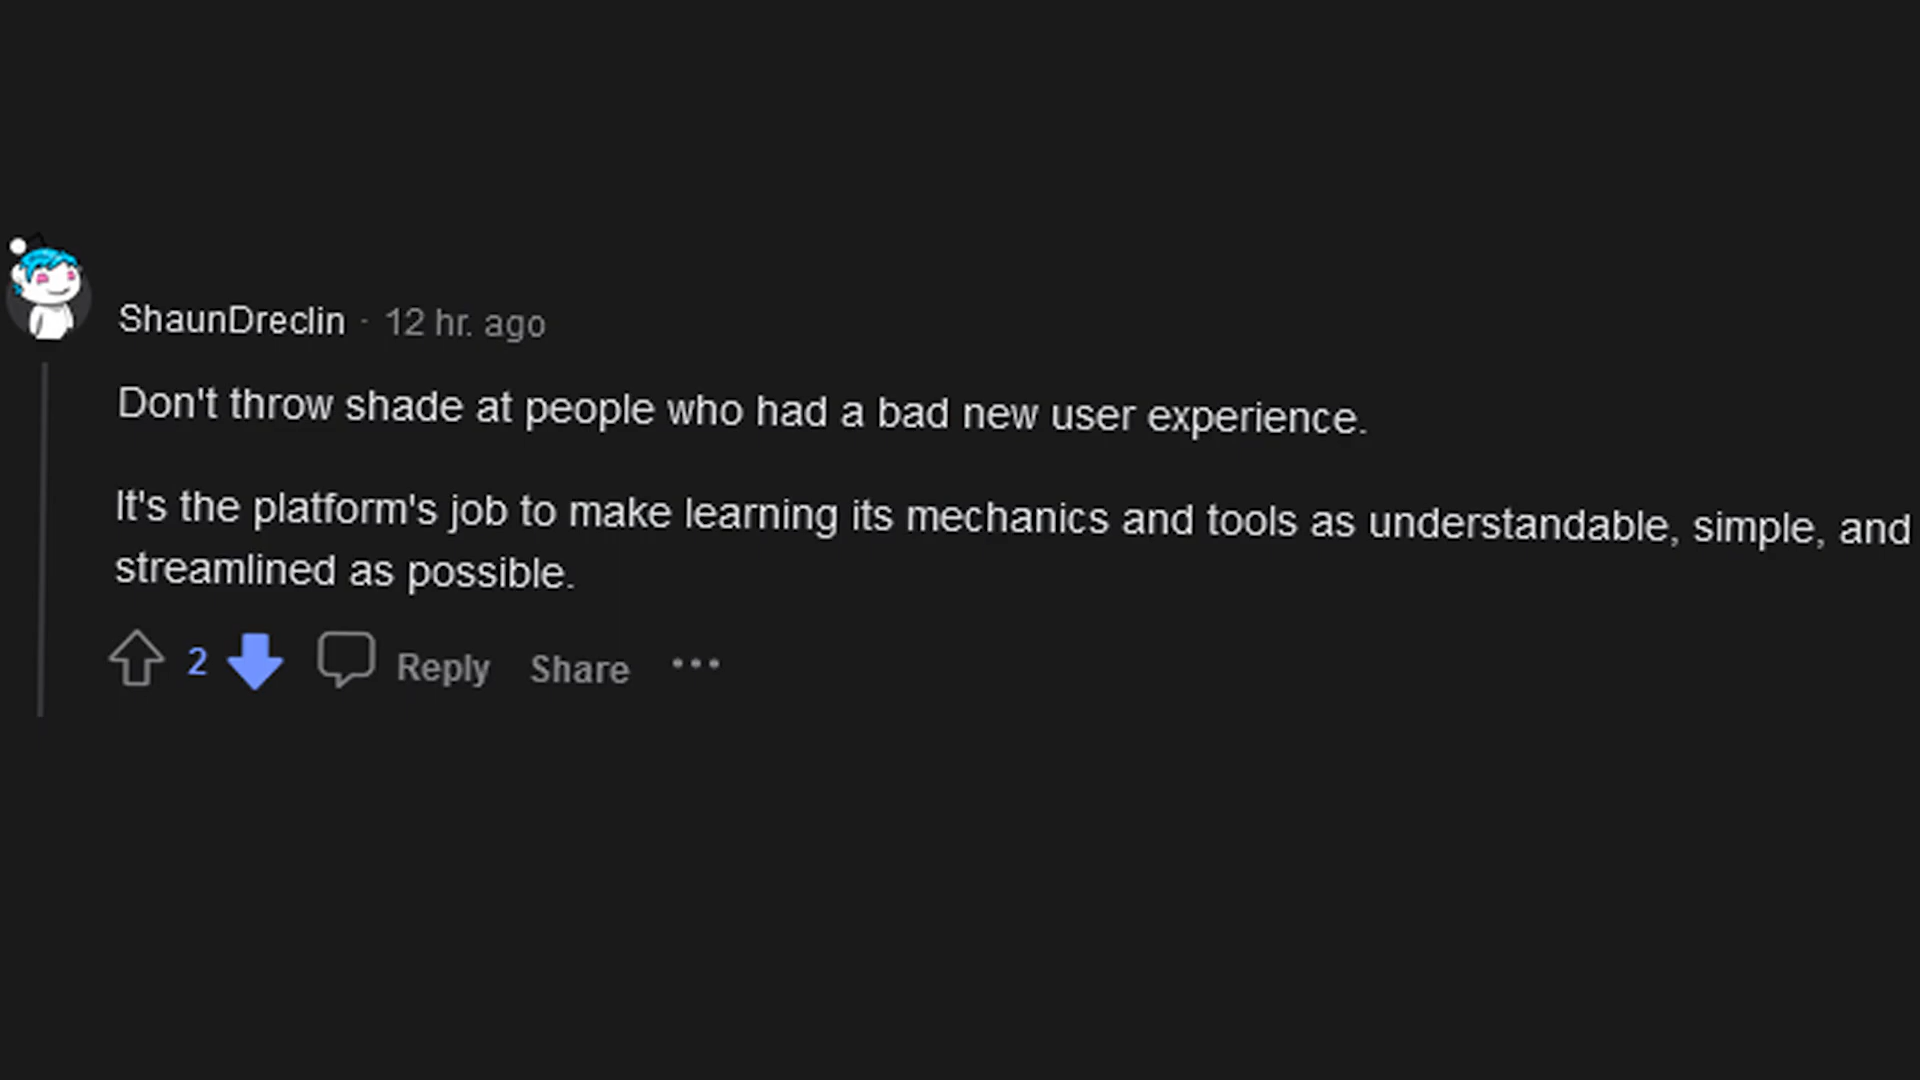 ShaunDreclin · 12 hr. ago
Don't throw shade at people who had a bad new user experience.
It's the platform's job to make learning its mechanics and tools as understandable, simple, and
streamlined as possible.
2 Reply Share ···